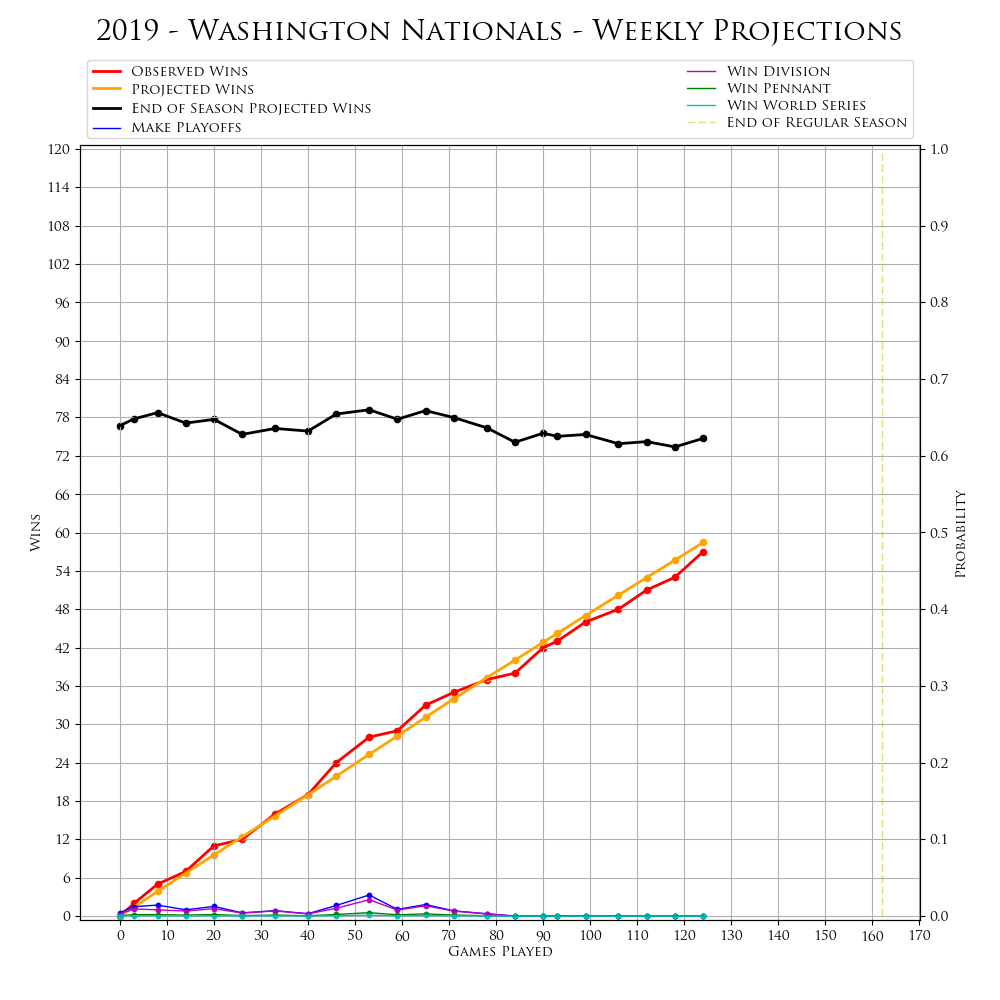 2019 - Washington Nationals - Weekly Projections
Observed Wins
Projected Wins
End of Season Projected Wins
Make Playoffs
Win Division
Win Pennant
Win World Series
End of Regular Season
120
114
108
102
96
90
84
78
72
66
60
54
48
42
36
30
24
18
12
6
0
Wins
1.0
0.9
0.8
0.7
0.6
0.5
0.4
0.3
0.2
0.1
0.0
Probability
0 10 20 30 40 50 60 70 80 90 100 110 120 130 140 150 160 170
Games Played